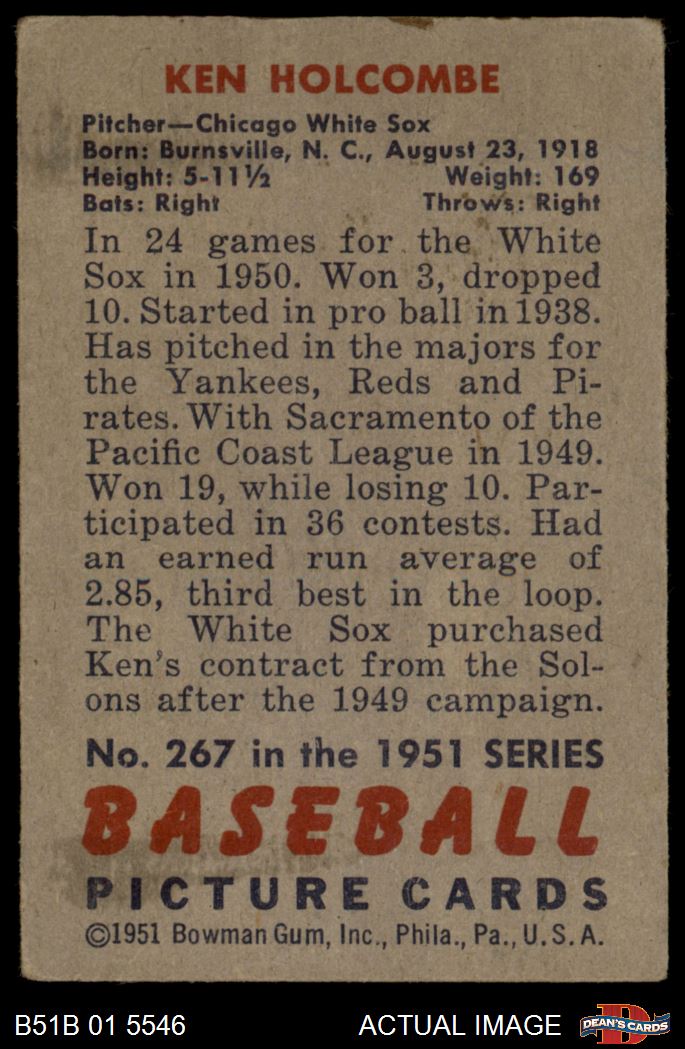 KEN HOLCOMBE
Pitcher—Chicago White Sox
Born: Burnsville, N. C., August 23, 1918
Height: 5-11½ Weight: 169
Bats: Right Throws: Right
In 24 games for the White
Sox in 1950. Won 3, dropped
10. Started in pro ball in 1938.
Has pitched in the majors for
the Yankees, Reds and Pi-
rates. With Sacramento of the
Pacific Coast League in 1949.
Won 19, while losing 10. Par-
ticipated in 36 contests. Had
an earned run average of
2.85, third best in the loop.
The White Sox purchased
Ken's contract from the Sol-
ons after the 1949 campaign.
No. 267 in the 1951 SERIES
BASEBALL
PICTURE CARDS
©1951 Bowman Gum, Inc., Phila., Pa., U.S.A.
B51B 01 5546 ACTUAL IMAGE D DEAN'S CARDS